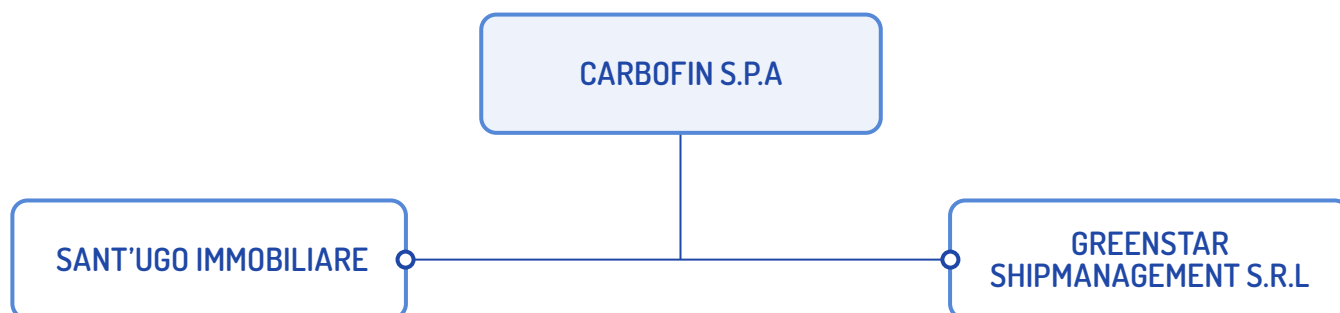 CARBOFIN S.P.A
SANT'UGO IMMOBILIARE
GREENSTAR
SHIPMANAGEMENT S.R.L